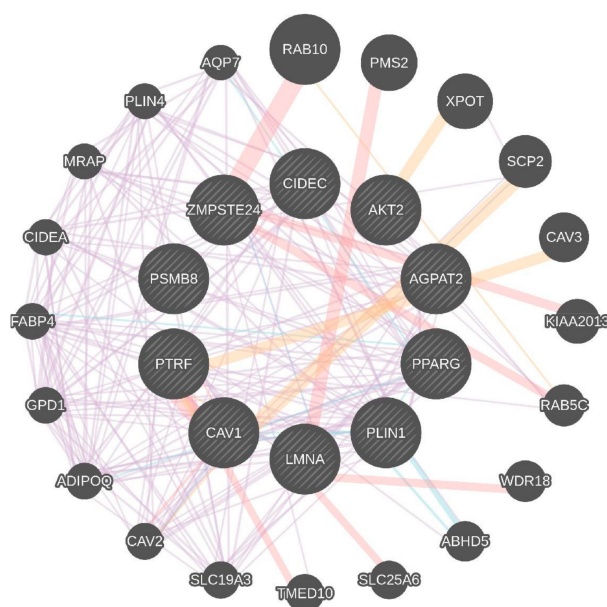 RAB10
PMS2
AQP7
PLIN4
XPOT
MRAP
SCP2
CIDEC
ZMPSTE24
AKT2
CIDEA
CAV3
PSMB8
AGPAT2
FABP4
KIAA2013
PTRF
PPARG
GPD1
RAB5C
CAV1
PLIN1
LMNA
ADIPOQ
WDR18
CAV2
ABHD5
SLC19A3
TMED10
SLC25A6